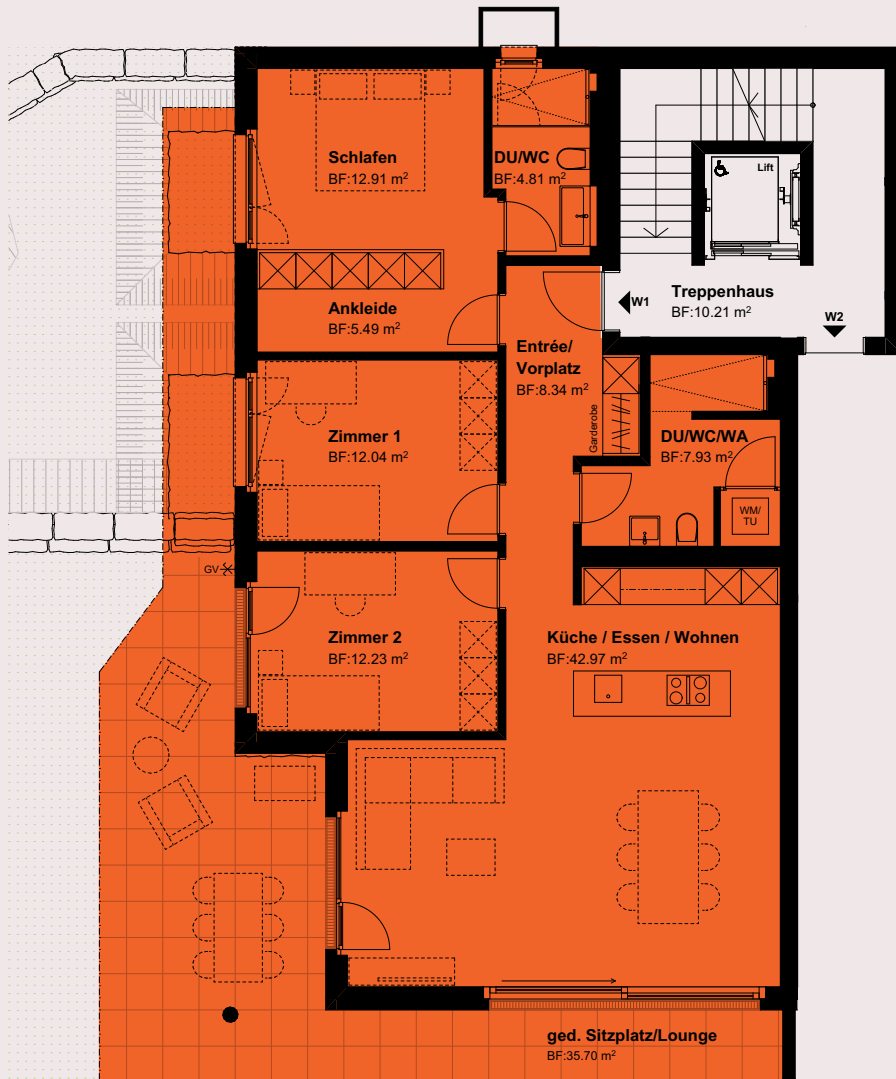 Schlafen
BF:12.91 m²
DU/WC
BF:4.81 m²
Lift
Ankleide
BF:5.49 m²
W1
Treppenhaus
BF:10.21 m²
W2
Entrée/
Vorplatz
BF:8.34 m²
Garderobe
Zimmer 1
BF:12.04 m²
DU/WC/WA
BF:7.93 m²
WM/
TU
GV
Zimmer 2
BF:12.23 m²
Küche / Essen / Wohnen
BF:42.97 m²
ged. Sitzplatz/Lounge
BF:35.70 m²